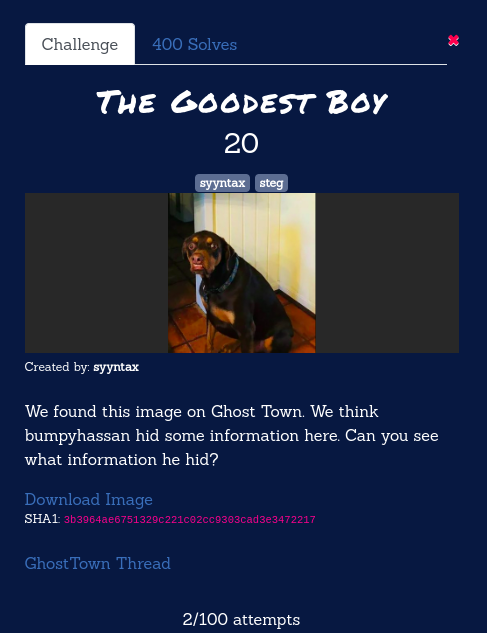 Challenge
400 Solves
The Goodest Boy
20
syyntax steg
Created by: syyntax
We found this image on Ghost Town. We think
bumpyhassan hid some information here. Can you see
what information he hid?
Download Image
SHA1: 3b3964ae6751329c221c02cc9303cad3e3472217
GhostTown Thread
2/100 attempts